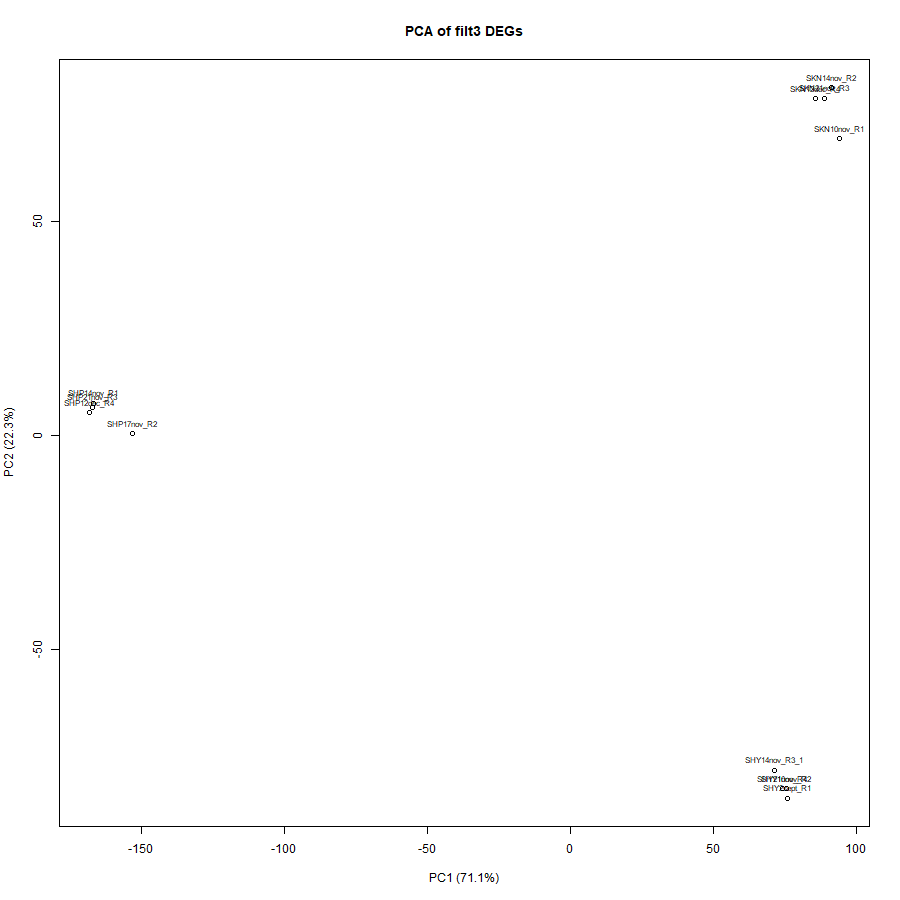 PCA of filt3 DEGs
SKN14nov_R2
SKN10nov_R1
SHP14nov_R1
SHP21nov_R3
SHP12dec_R4
SHP17nov_R2
SHY14nov_R3_1
50
0
-50
PC2 (22.3%)
-150
-100
-50
0
50
100
PC1 (71.1%)